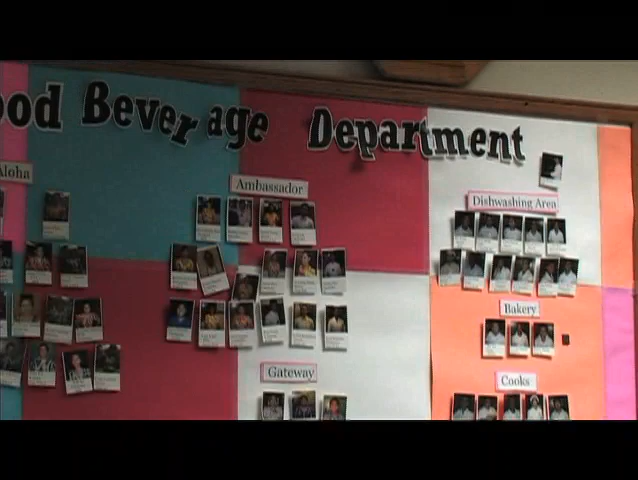 ood Beverage Department
Aloha
Ambassador
Dishwashing Area
Bakery
Gateway
Cooks